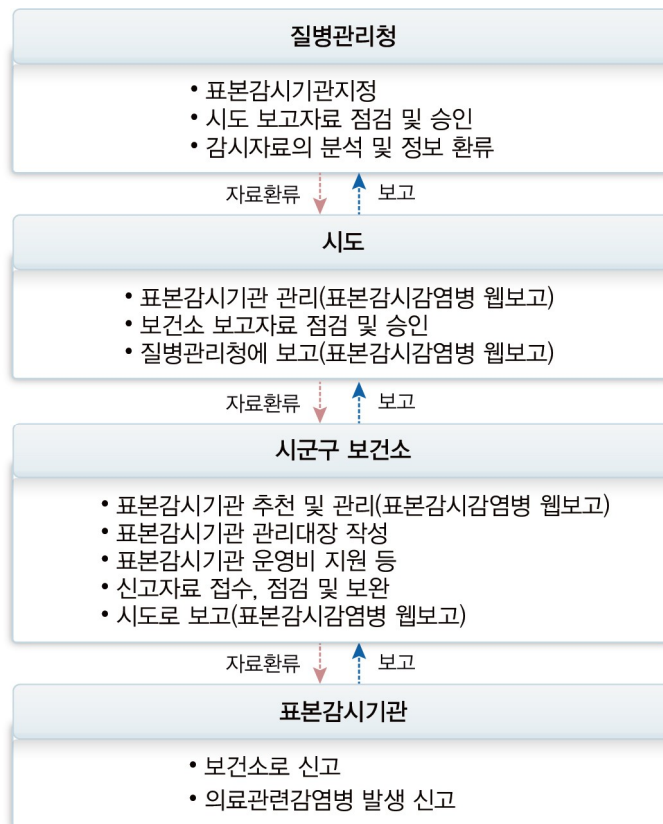 질병관리청
• 표본감시기관지정
• 시도 보고자료 점검 및 승인
• 감시자료의 분석 및 정보 환류
자료환류 보고
시도
• 표본감시기관 관리(표본감시감염병 웹보고)
• 보건소 보고자료 점검 및 승인
• 질병관리청에 보고(표본감시감염병 웹보고)
자료환류 보고
시군구 보건소
• 표본감시기관 추천 및 관리(표본감시감염병 웹보고)
• 표본감시기관 관리대장 작성
• 표본감시기관 운영비 지원 등
• 신고자료 접수, 점검 및 보완
• 시도로 보고(표본감시감염병 웹보고)
자료환류 보고
표본감시기관
• 보건소로 신고
• 의료관련감염병 발생 신고